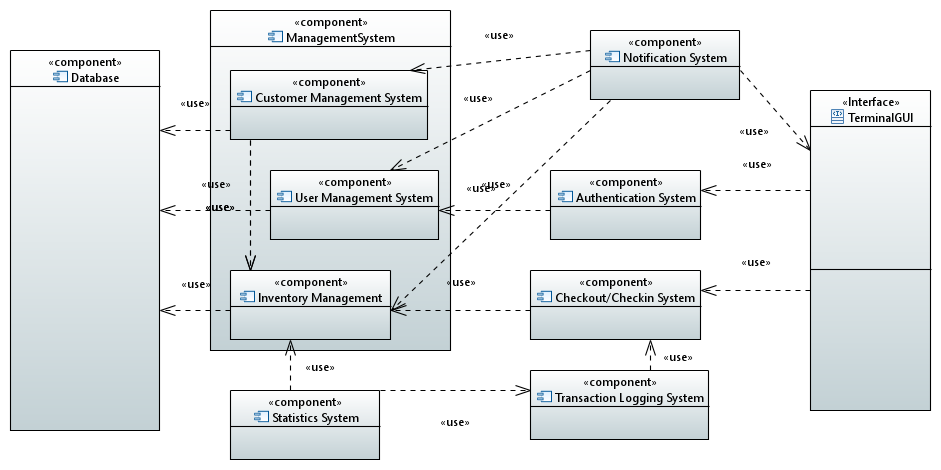 «component»
ManagementSystem
«use»
«component»
Notification System
«component»
Database
«component»
Customer Management System
«use»
«use»
«Interface»
TerminalGUI
«use»
«component»
User Management System
«use»
«use»
«use»
«use»
«component»
Authentication System
«use»
«use»
«component»
Inventory Management
«use»
«use»
«component»
Checkout/Checkin System
«use»
«use»
«use»
«component»
Statistics System
«component»
Transaction Logging System
«use»